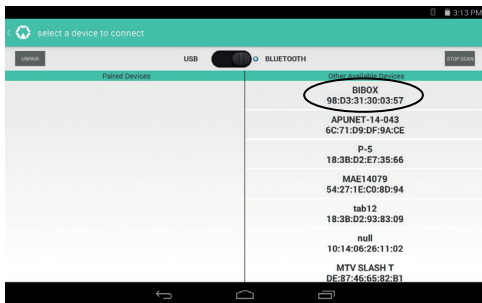 3:13 PM
select a device to connect
UNPAIR
USB
BLUETOOTH
STOP SCAN
Paired Devices
Other Available Devices
BIBOX
98:D3:31:30:03:57
APUNET-14-043
6C:71:D9:DF:9A:CE
P-5
18:3B:D2:E7:35:66
MAE14079
54:27:1E:C0:8D:94
tab12
18:3B:D2:93:83:09
null
10:14:06:26:11:02
MTV SLASH T
DE:87:46:65:82:B1